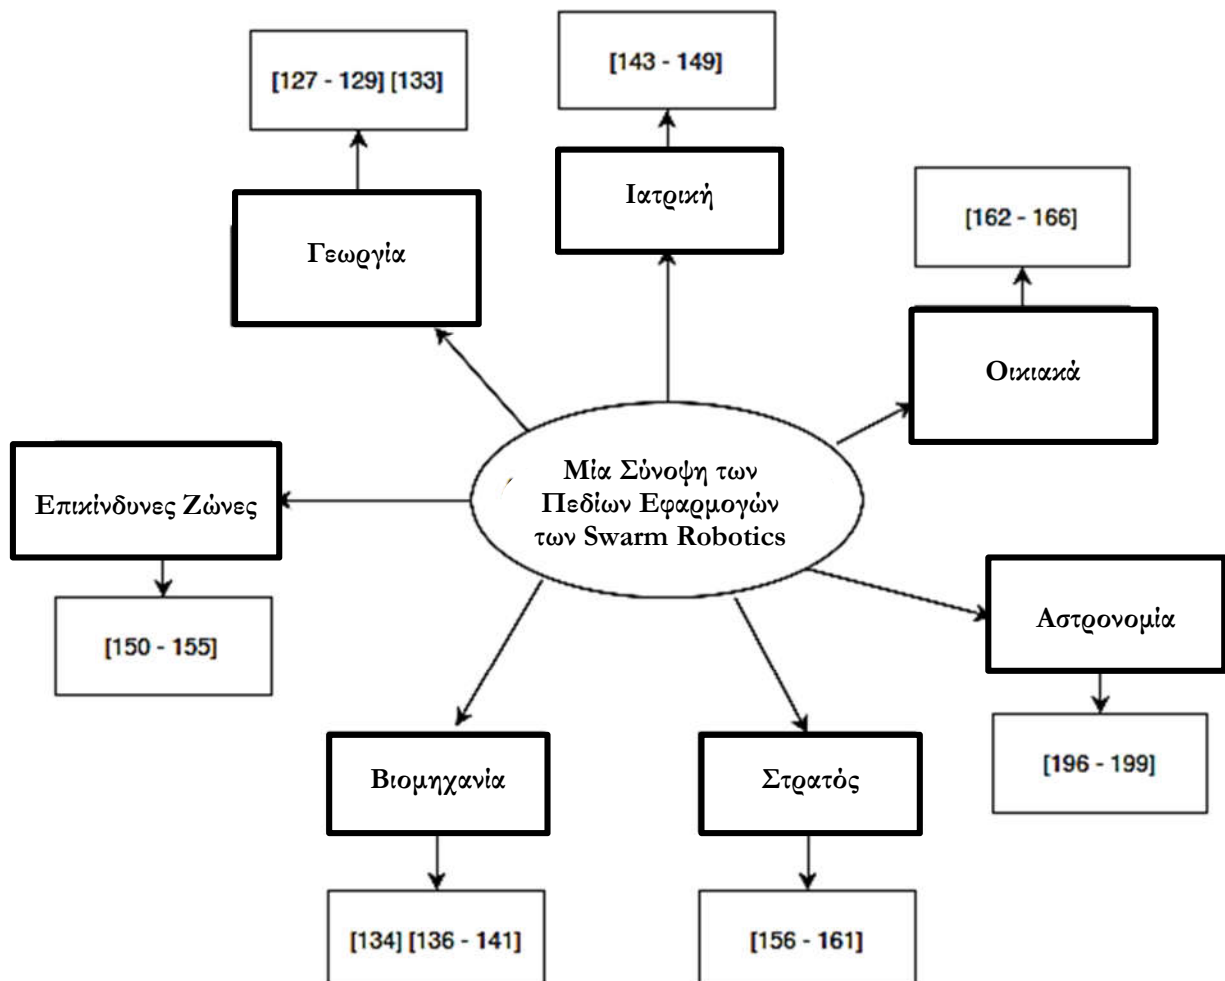 [127 - 129] [133]
[143 - 149]
Ιατρική
[162 - 166]
Γεωργία
Οικιακά
Μία Σύνοψη των
Πεδίων Εφαρμογών
των Swarm Robotics
Επικίνδυνες Ζώνες
[150 - 155]
Αστρονομία
[196 - 199]
Βιομηχανία
Στρατός
[134] [136 - 141]
[156 - 161]